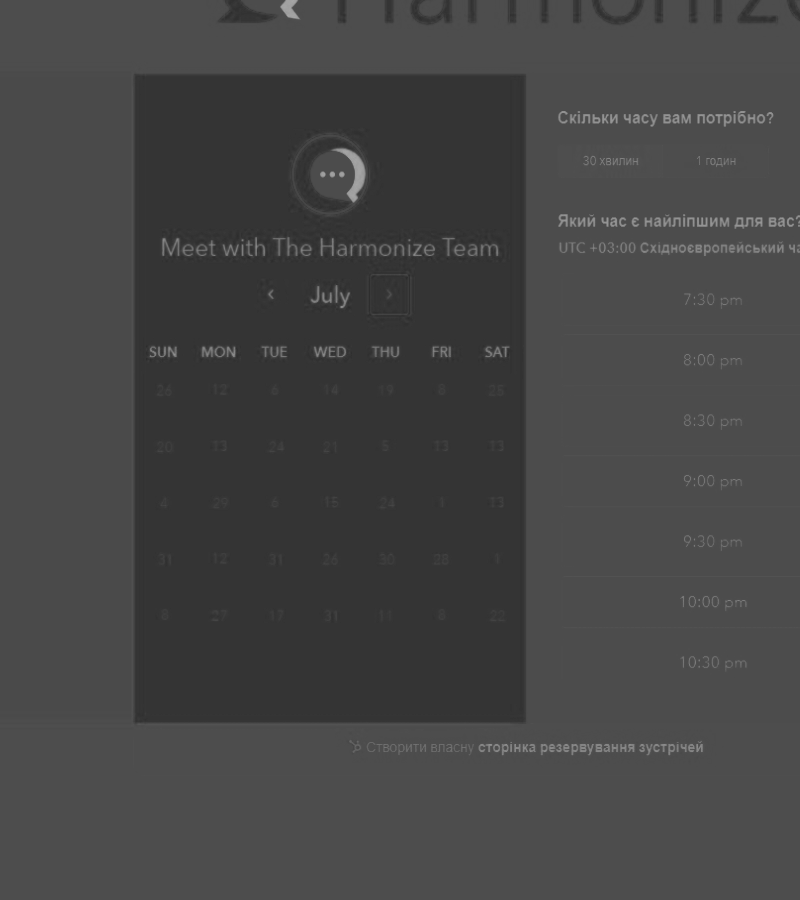 Harmonize
Meet with The Harmonize Team
July
SUN MON TUE WED THU FRI SAT
26 12 6 14 19 8 25
20 13 24 21 5 13 13
4 29 6 15 24 1 13
31 12 31 26 30 28 1
8 27 17 31 11 6 22
Скільки часу вам потрібно?
30 хвилин 1 годин
Який час є найліпшим для вас?
UTC +03:00 Східноєвропейський
7:30 pm
8:00 pm
8:30 pm
9:00 pm
9:30 pm
10:00 pm
10:30 pm
Створити власну сторінка резервування зустрічей